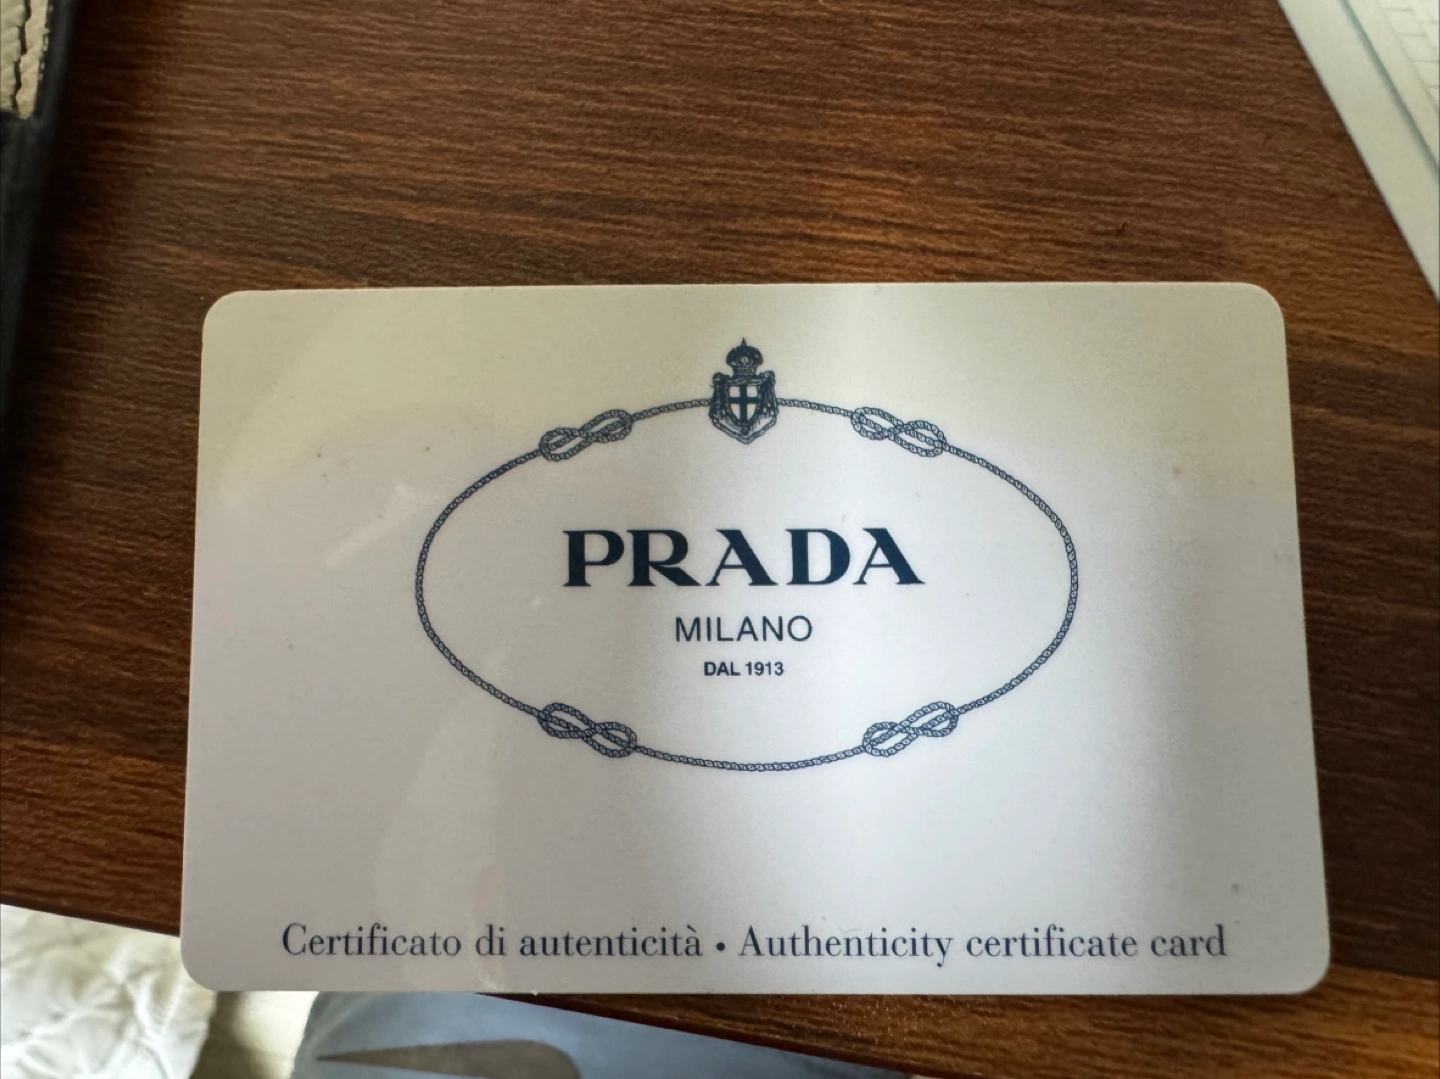 PRADA
MILANO
DAL 1913
Certificato di autenticità • Authenticity certificate card